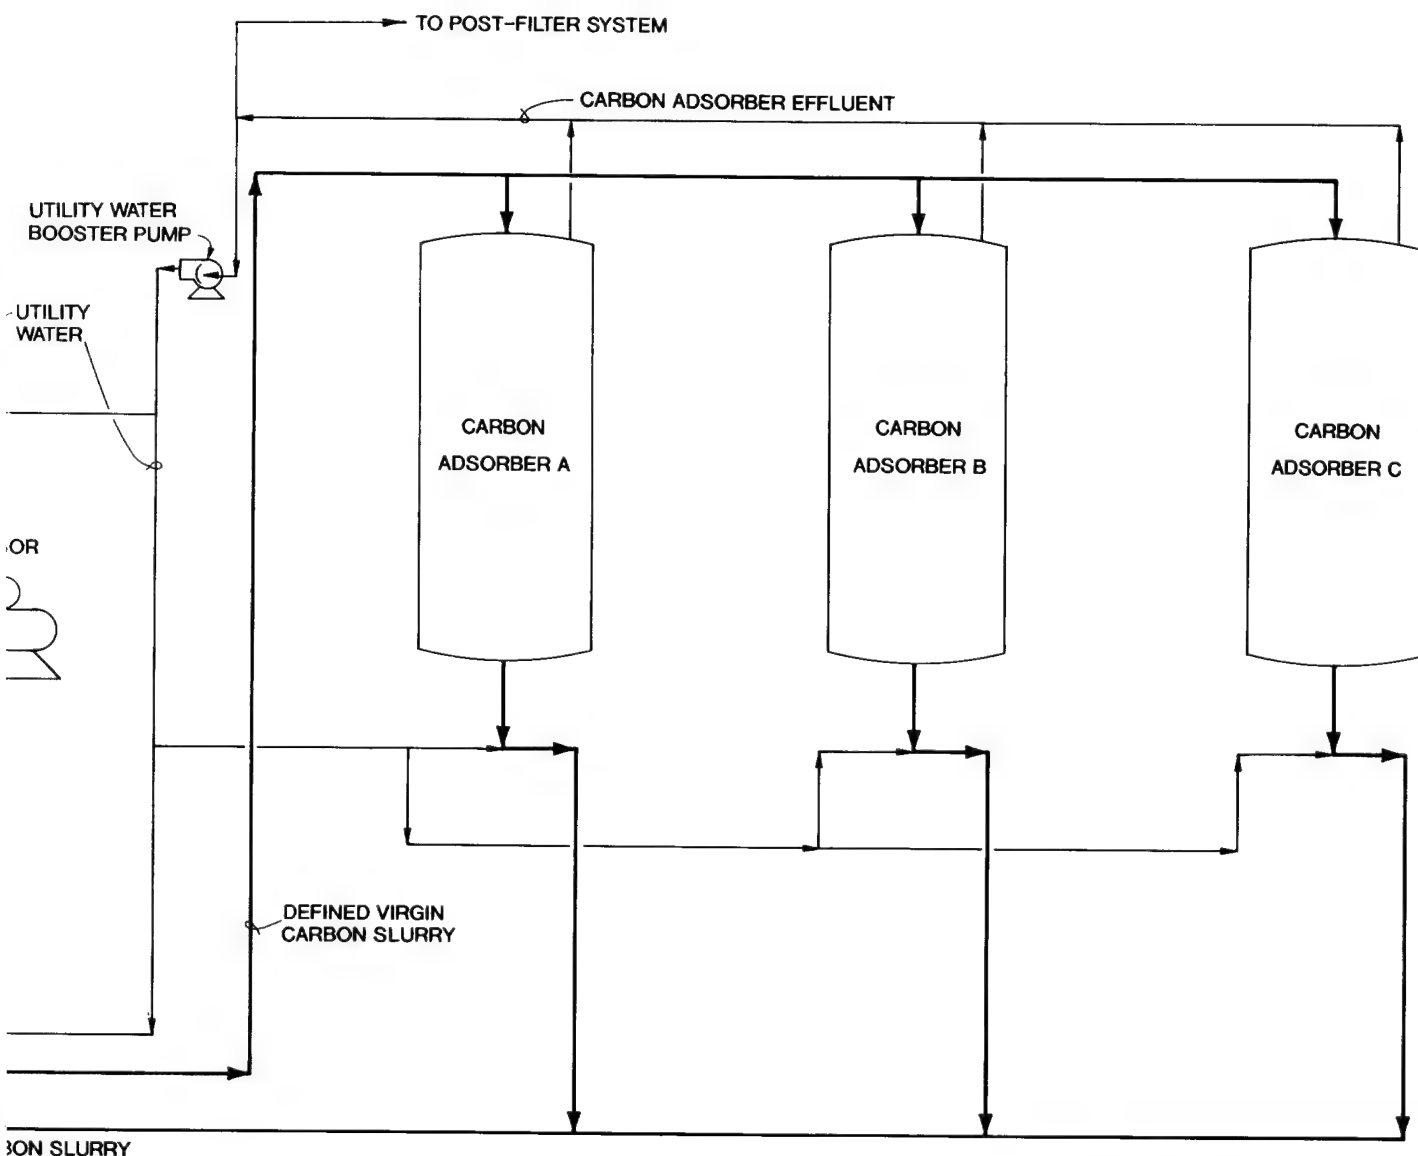 TO POST-FILTER SYSTEM
CARBON ADSORBER EFFLUENT
UTILITY WATER
BOOSTER PUMP
UTILITY
WATER
CARBON
ADSORBER A
CARBON
ADSORBER B
CARBON
ADSORBER C
DEFINED VIRGIN
CARBON SLURRY
SLURRY